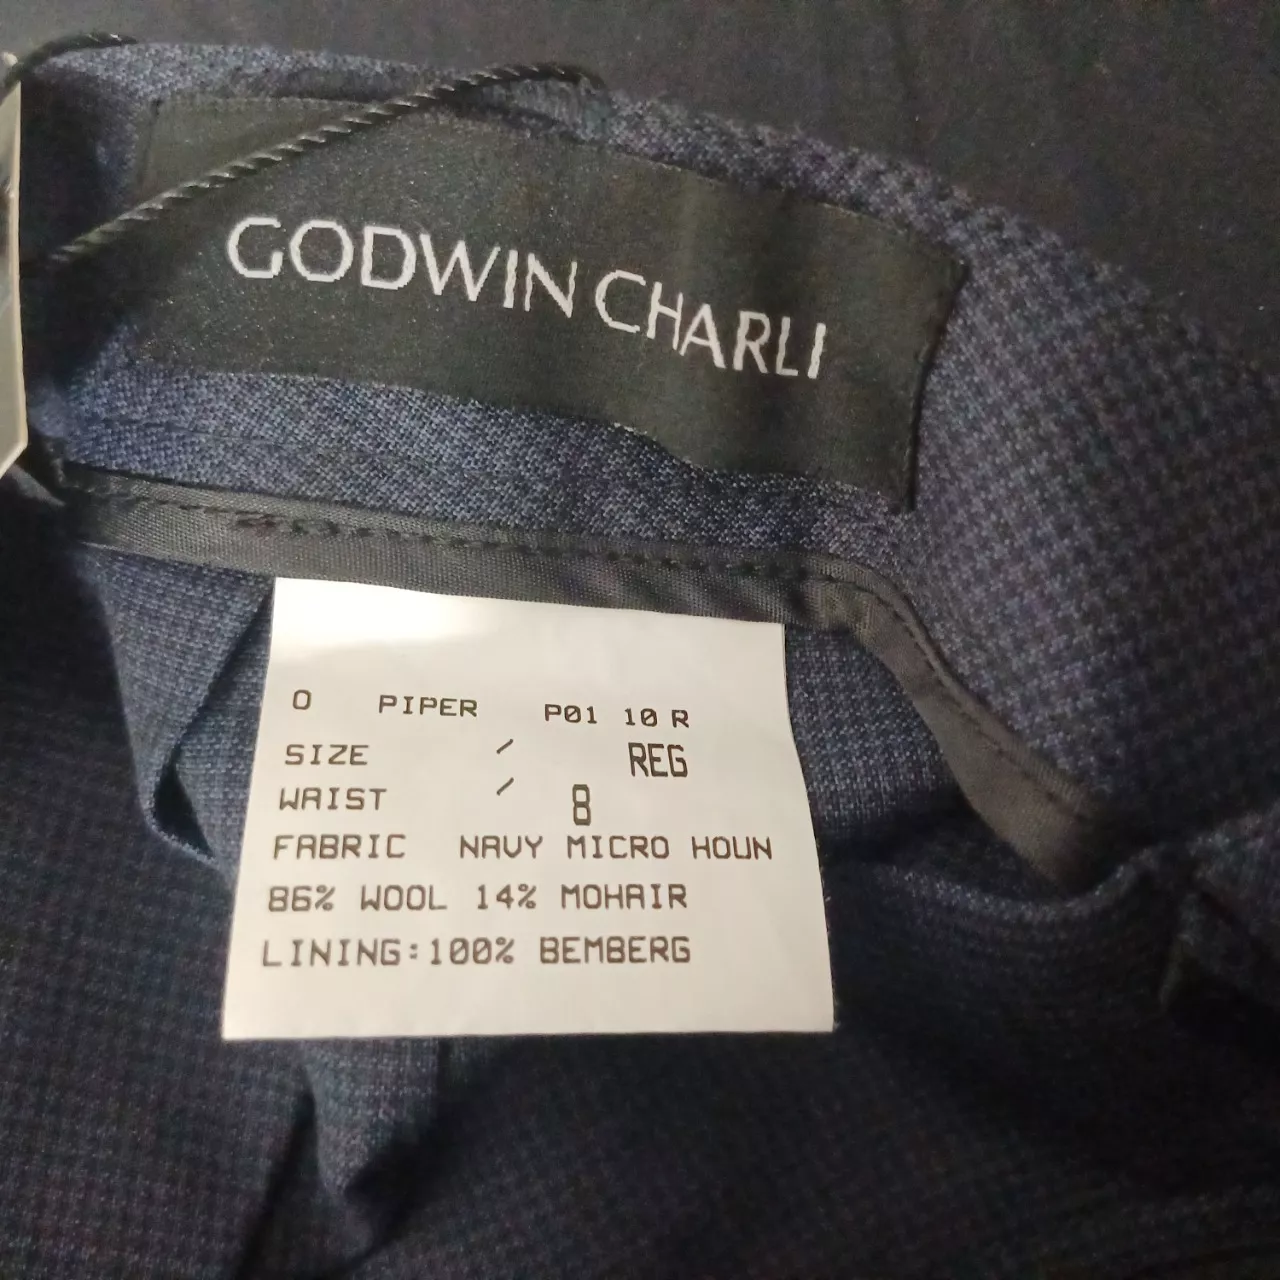 GODWIN CHARLI
O PIPER P01 10 R
SIZE / REG
WAIST / 8
FABRIC NAVY MICRO HOUN
86% WOOL 14% MOHAIR
LINING:100% BEMBERG